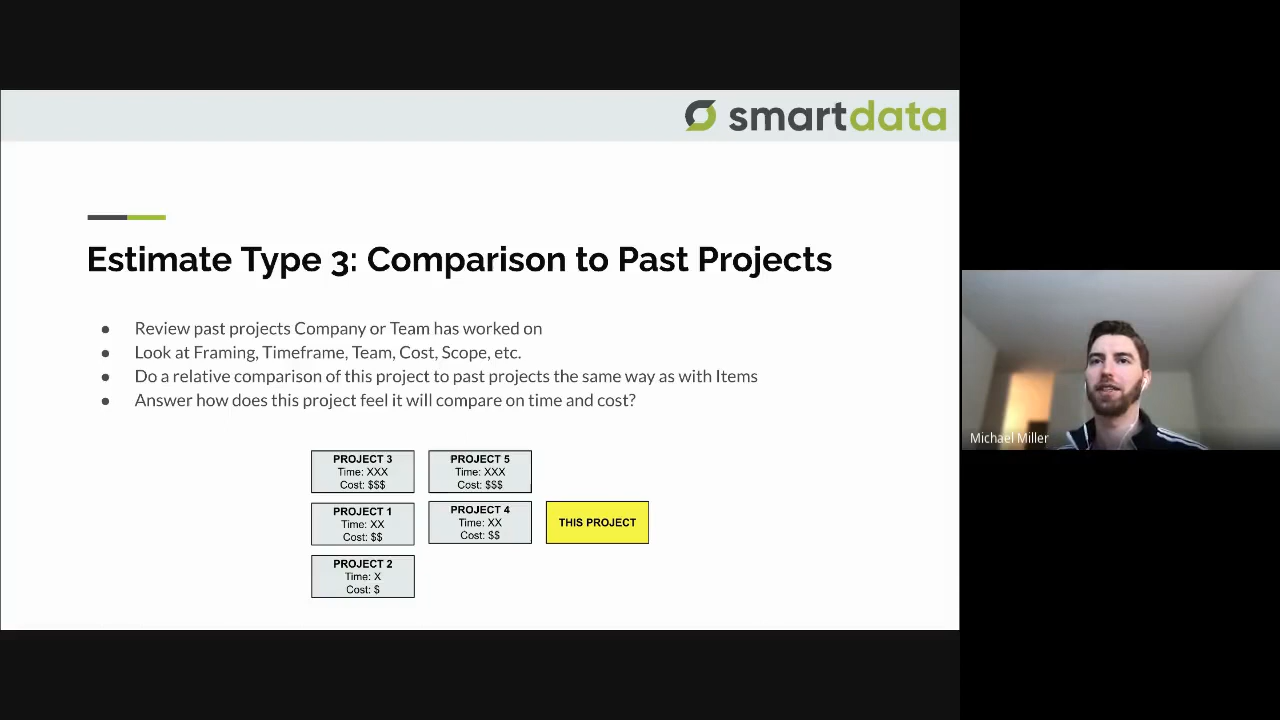 smartdata
Estimate Type 3: Comparison to Past Projects
● Review past projects Company or Team has worked on
● Look at Framing, Timeframe, Team, Cost, Scope, etc.
● Do a relative comparison of this project to past projects the same way as with Items
● Answer how does this project feel it will compare on time and cost?
PROJECT 3
Time: XXX
Cost: $$$
PROJECT 5
Time: XXX
Cost: $$$
PROJECT 1
Time: XX
Cost: $$
PROJECT 4
Time: XX
Cost: $$
THIS PROJECT
PROJECT 2
Time: X
Cost: $
Michael Miller